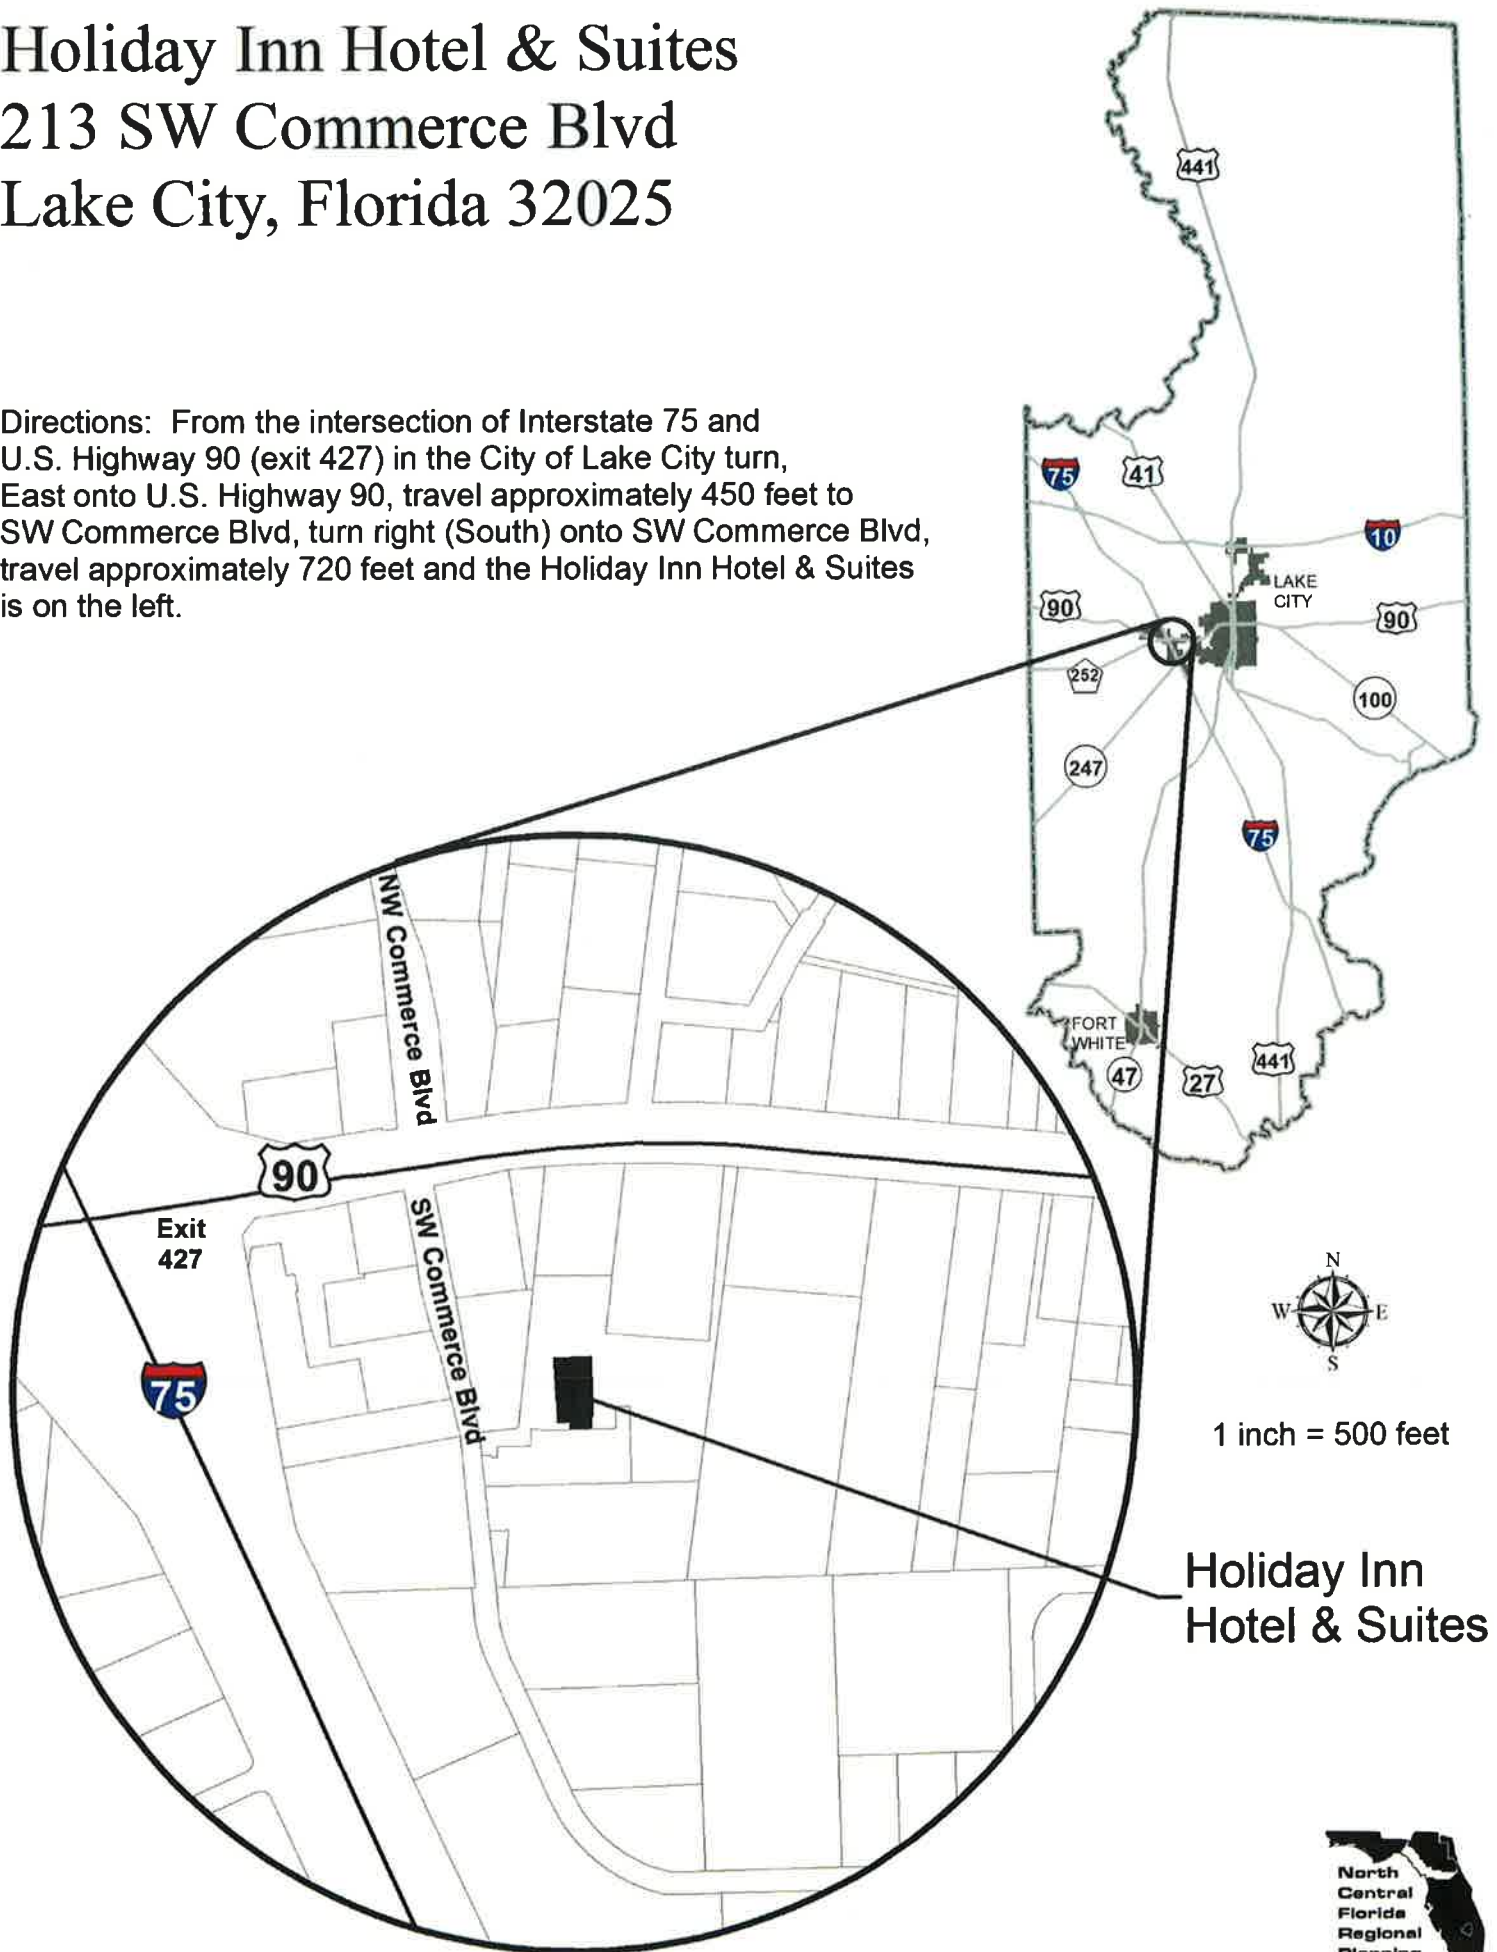 Holiday Inn Hotel & Suites
213 SW Commerce Blvd
Lake City, Florida 32025
Directions:  From the intersection of Interstate 75 and
U.S. Highway 90 (exit 427) in the City of Lake City turn,
East onto U.S. Highway 90, travel approximately 450 feet to
SW Commerce Blvd, turn right (South) onto SW Commerce Blvd,
travel approximately 720 feet and the Holiday Inn Hotel & Suites
is on the left.
441
75
41
10
LAKE
CITY
90
90
252
100
247
75
FORT
WHITE
47
27
441
NW Commerce Blvd
90
Exit
427
SW Commerce Blvd
75
N
W
E
S
1 inch = 500 feet
Holiday Inn
Hotel & Suites
North
Central
Florida
Regional
Planning